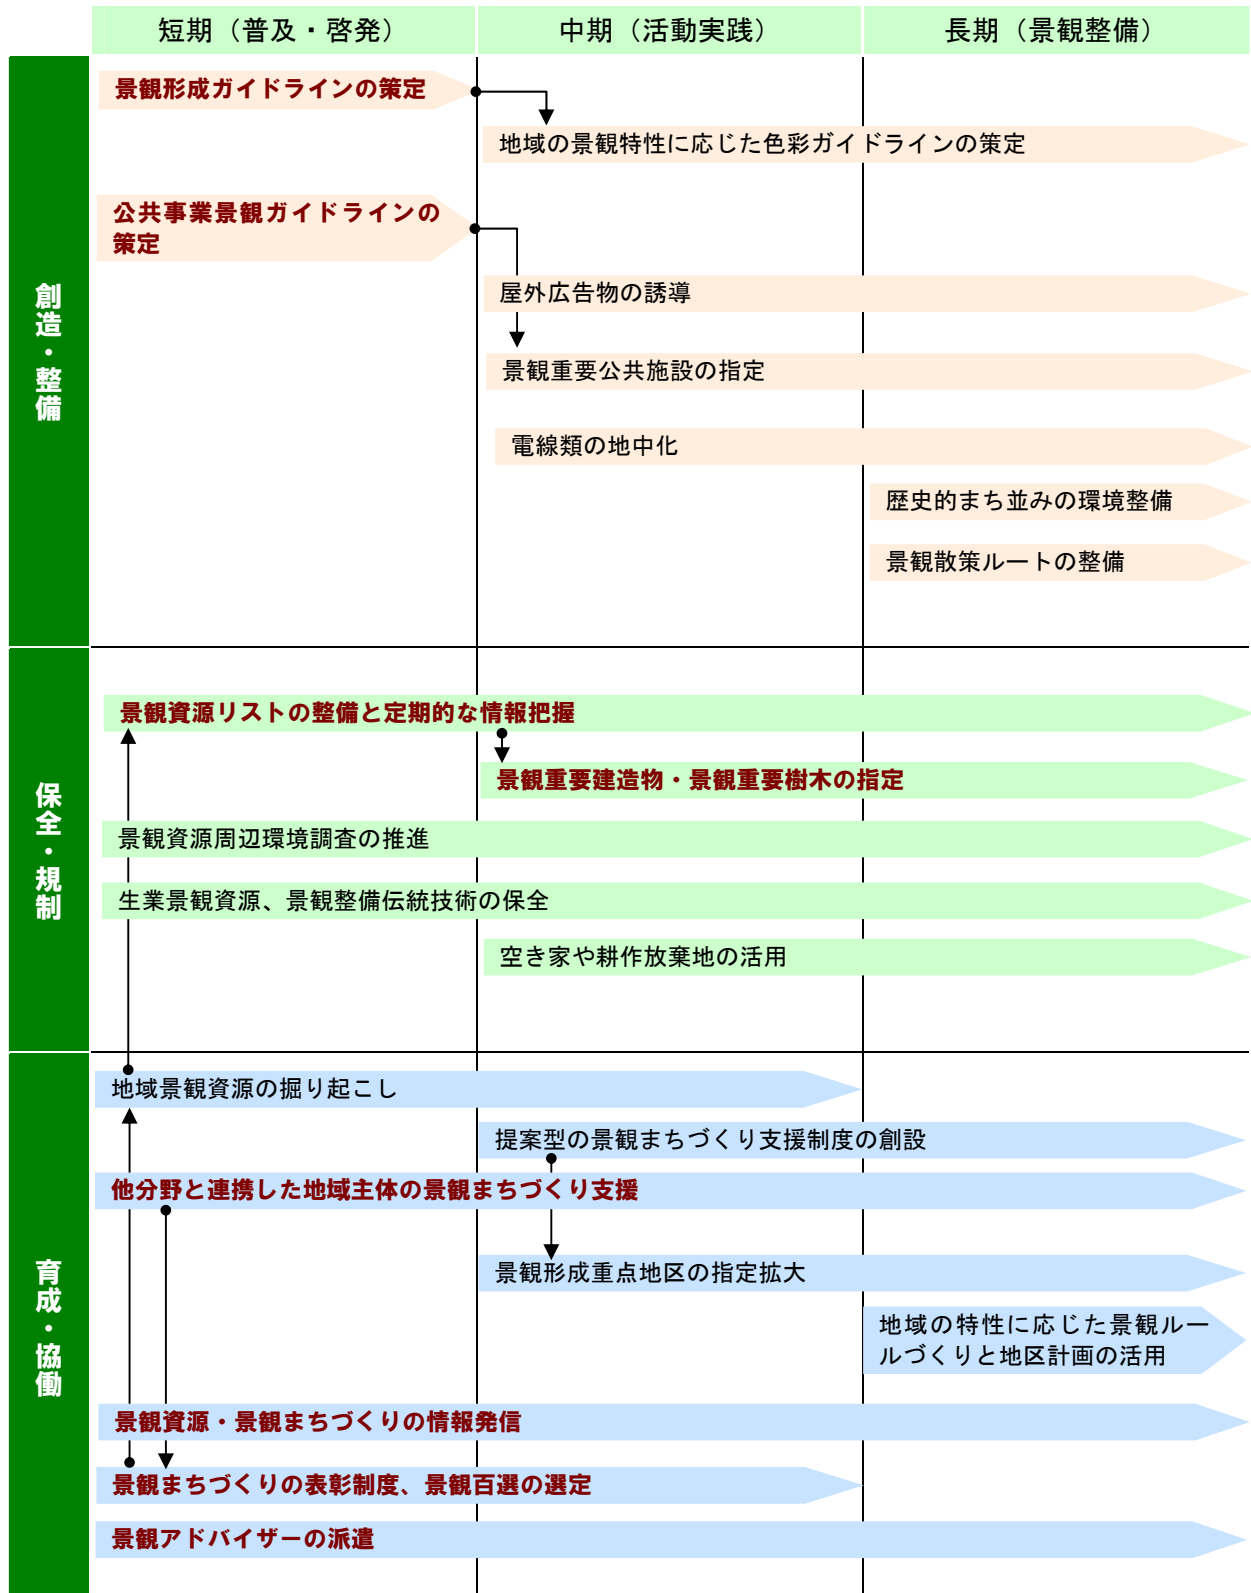 短期（普及・啓発）
中期（活動実践）
長期（景観整備）
創造・整備
景観形成ガイドラインの策定
地域の景観特性に応じた色彩ガイドラインの策定
公共事業景観ガイドラインの
策定
屋外広告物の誘導
景観重要公共施設の指定
電線類の地中化
歴史的まち並みの環境整備
景観散策ルートの整備
保全・規制
景観資源リストの整備と定期的な情報把握
景観重要建造物・景観重要樹木の指定
景観資源周辺環境調査の推進
生業景観資源、景観整備伝統技術の保全
空き家や耕作放棄地の活用
育成・協働
地域景観資源の掘り起こし
提案型の景観まちづくり支援制度の創設
他分野と連携した地域主体の景観まちづくり支援
景観形成重点地区の指定拡大
地域の特性に応じた景観ルー
ルづくりと地区計画の活用
景観資源・景観まちづくりの情報発信
景観まちづくりの表彰制度、景観百選の選定
景観アドバイザーの派遣